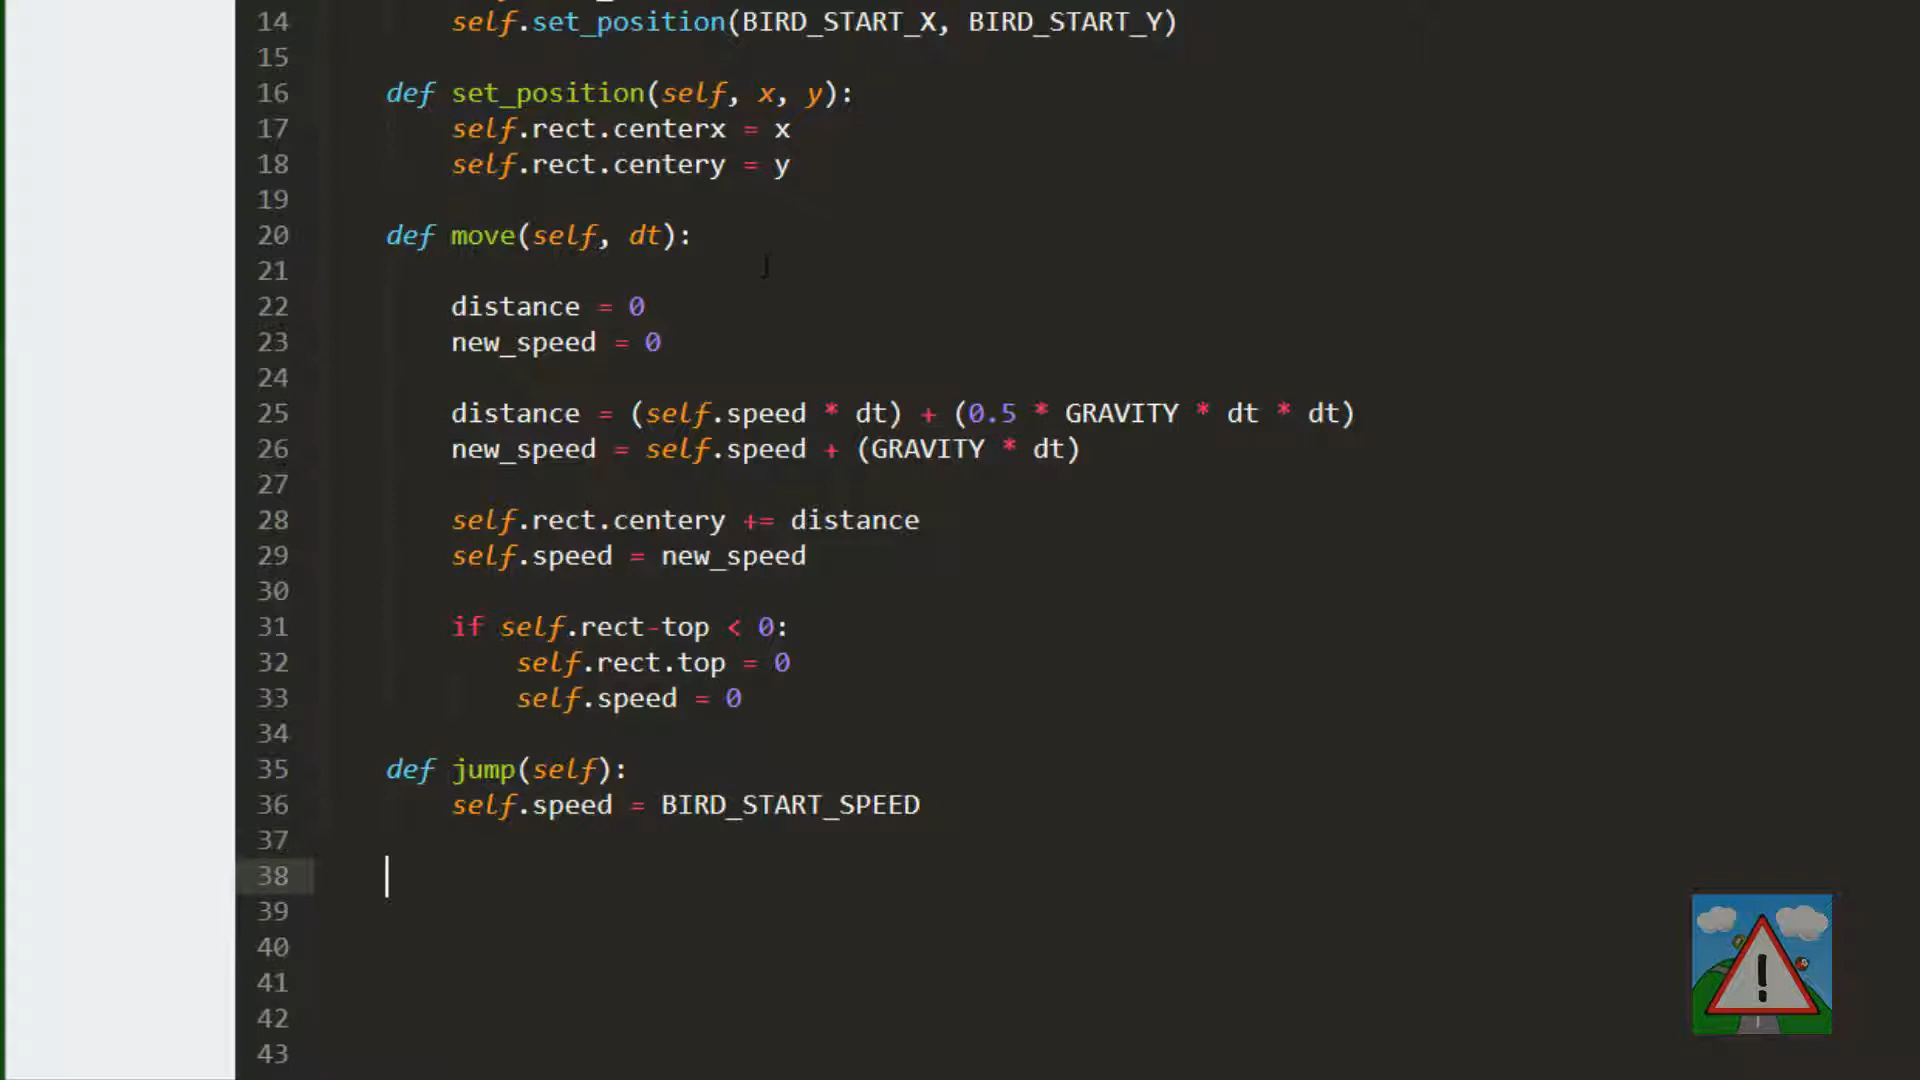 14 self.set_position(BIRD_START_X, BIRD_START_Y)
15
16 def set_position(self, x, y):
17 self.rect.centerx = x
18 self.rect.centery = y
19
20 def move(self, dt):
21
22 distance = 0
23 new_speed = 0
24
25 distance = (self.speed * dt) + (0.5 * GRAVITY * dt * dt)
26 new_speed = self.speed + (GRAVITY * dt)
27
28 self.rect.centery += distance
29 self.speed = new_speed
30
31 if self.rect-top < 0:
32 self.rect.top = 0
33 self.speed = 0
34
35 def jump(self):
36 self.speed = BIRD_START_SPEED
37
38
39
40
41
42
43
!